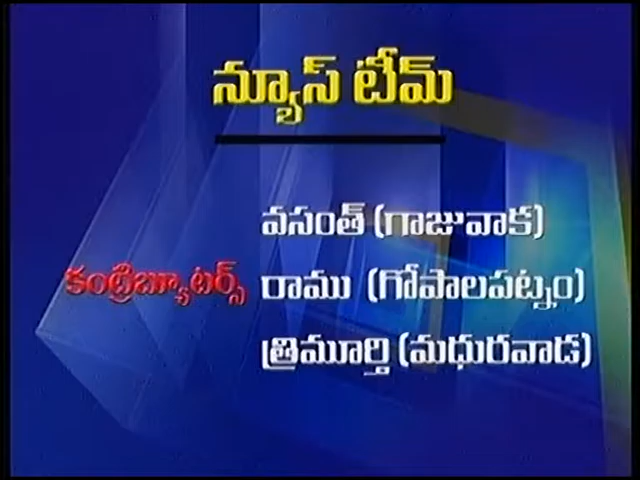 న్యూస్ టీమ్
వసంత్ (గాజువాక)
కంట్రిబ్యూటర్స్ రాము (గోపాలపట్నం)
త్రిమూర్తి (మధురవాడ)